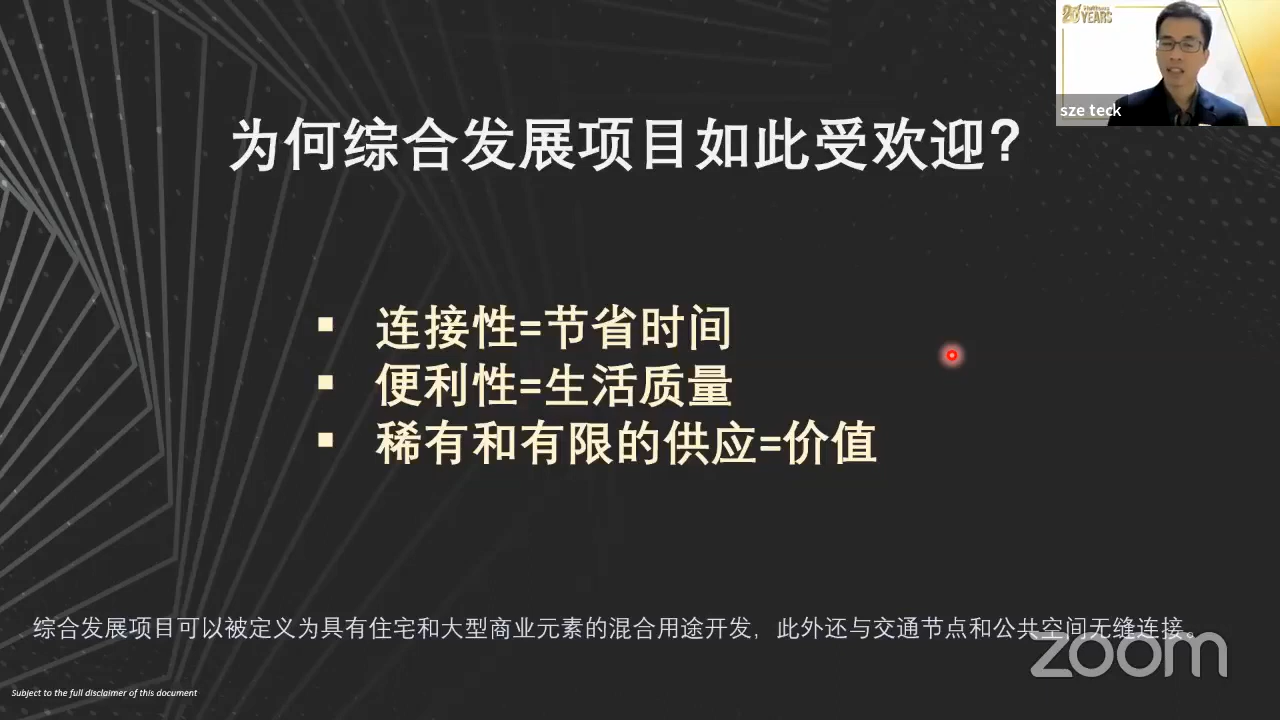 20 YEARS
sze teck
为何综合发展项目如此受欢迎?
▪ 连接性=节省时间
▪ 便利性=生活质量
▪ 稀有和有限的供应=价值
综合发展项目可以被定义为具有住宅和大型商业元素的混合用途开发，此外还与交通节点和公共空间无缝连接。
zoom
Subject to the full disclaimer of this document